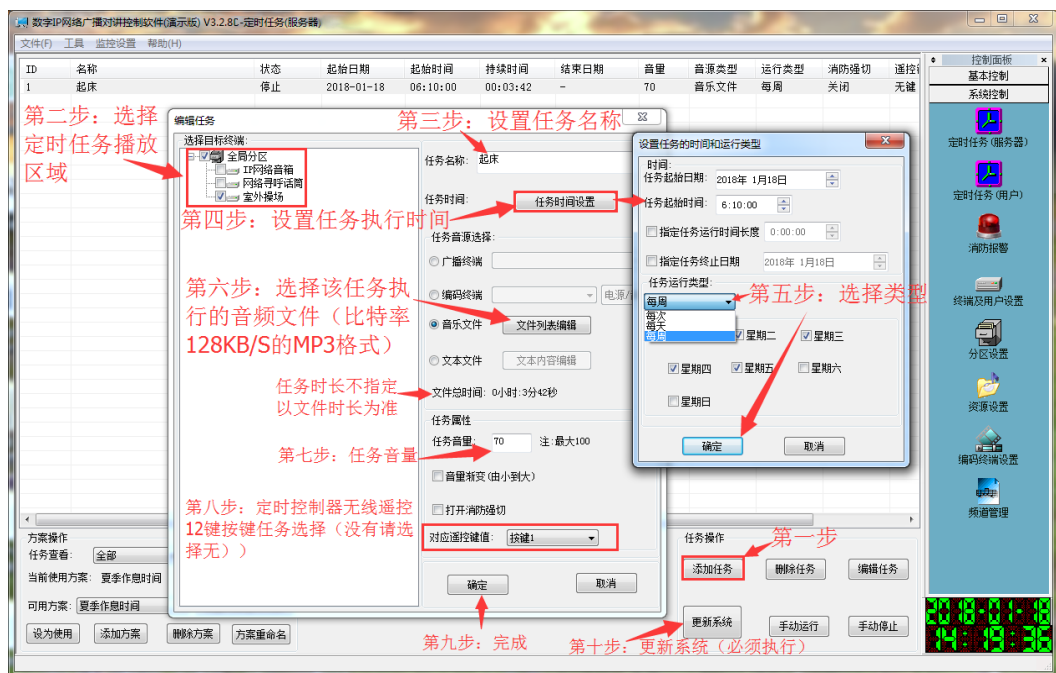 数字IP网络广播对讲控制软件(演示版) V3.2.8C-定时任务(服务器)
文件(F) 工具 监控设置 帮助(H)
ID 名称 状态 起始日期 起始时间 持续时间 结束日期 音量 音源类型 运行类型 消防强切 遥控
1 起床 停止 2018-01-18 06:10:00 00:03:42 - 70 音乐文件 每周 关闭 无键
第二步：选择
定时任务播放
区域
编辑任务
选择目标终端:
全局分区
IP网络音箱
网络寻呼话筒
室外操场
第三步：设置任务名称
任务名称: 起床
第四步：设置任务执行时间
任务时间: 任务时间设置
任务音源选择:
广播终端
编码终端 电源/
第六步：选择该任务执
行的音频文件（比特率
128KB/S的MP3格式）
音乐文件 文件列表编辑
文本文件 文本内容编辑
任务时长不指定
以文件时长为准
文件总时间: 0小时:3分42秒
任务属性
任务音量: 70 注:最大100
第七步：任务音量
音量渐变(由小到大)
打开消防强切
第八步：定时控制器无线遥控
12键按键任务选择（没有请选
择无））
对应遥控键值: 按键1
确定 取消
第九步：完成
设置任务的时间和运行类型
时间:
任务起始日期: 2018年 1月18日
任务起始时间: 6:10:00
指定任务运行时间长度 0:00:00
指定任务终止日期 2018年 1月18日
任务运行类型:
每周
每次
每天
每周
第五步：选择类型
星期二 星期三
星期四 星期五 星期六
星期日
确定 取消
控制面板
基本控制
系统控制
定时任务(服务器)
定时任务(用户)
消防报警
终端及用户设置
分区设置
资源设置
编码终端设置
频道管理
2018-01-18
14:19:36
方案操作
任务查看: 全部
当前使用方案: 夏季作息时间
可用方案: 夏季作息时间
设为使用 添加方案 删除方案 方案重命名
任务操作
第一步
添加任务 删除任务 编辑任务
更新系统 手动运行 手动停止
第十步：更新系统（必须执行）